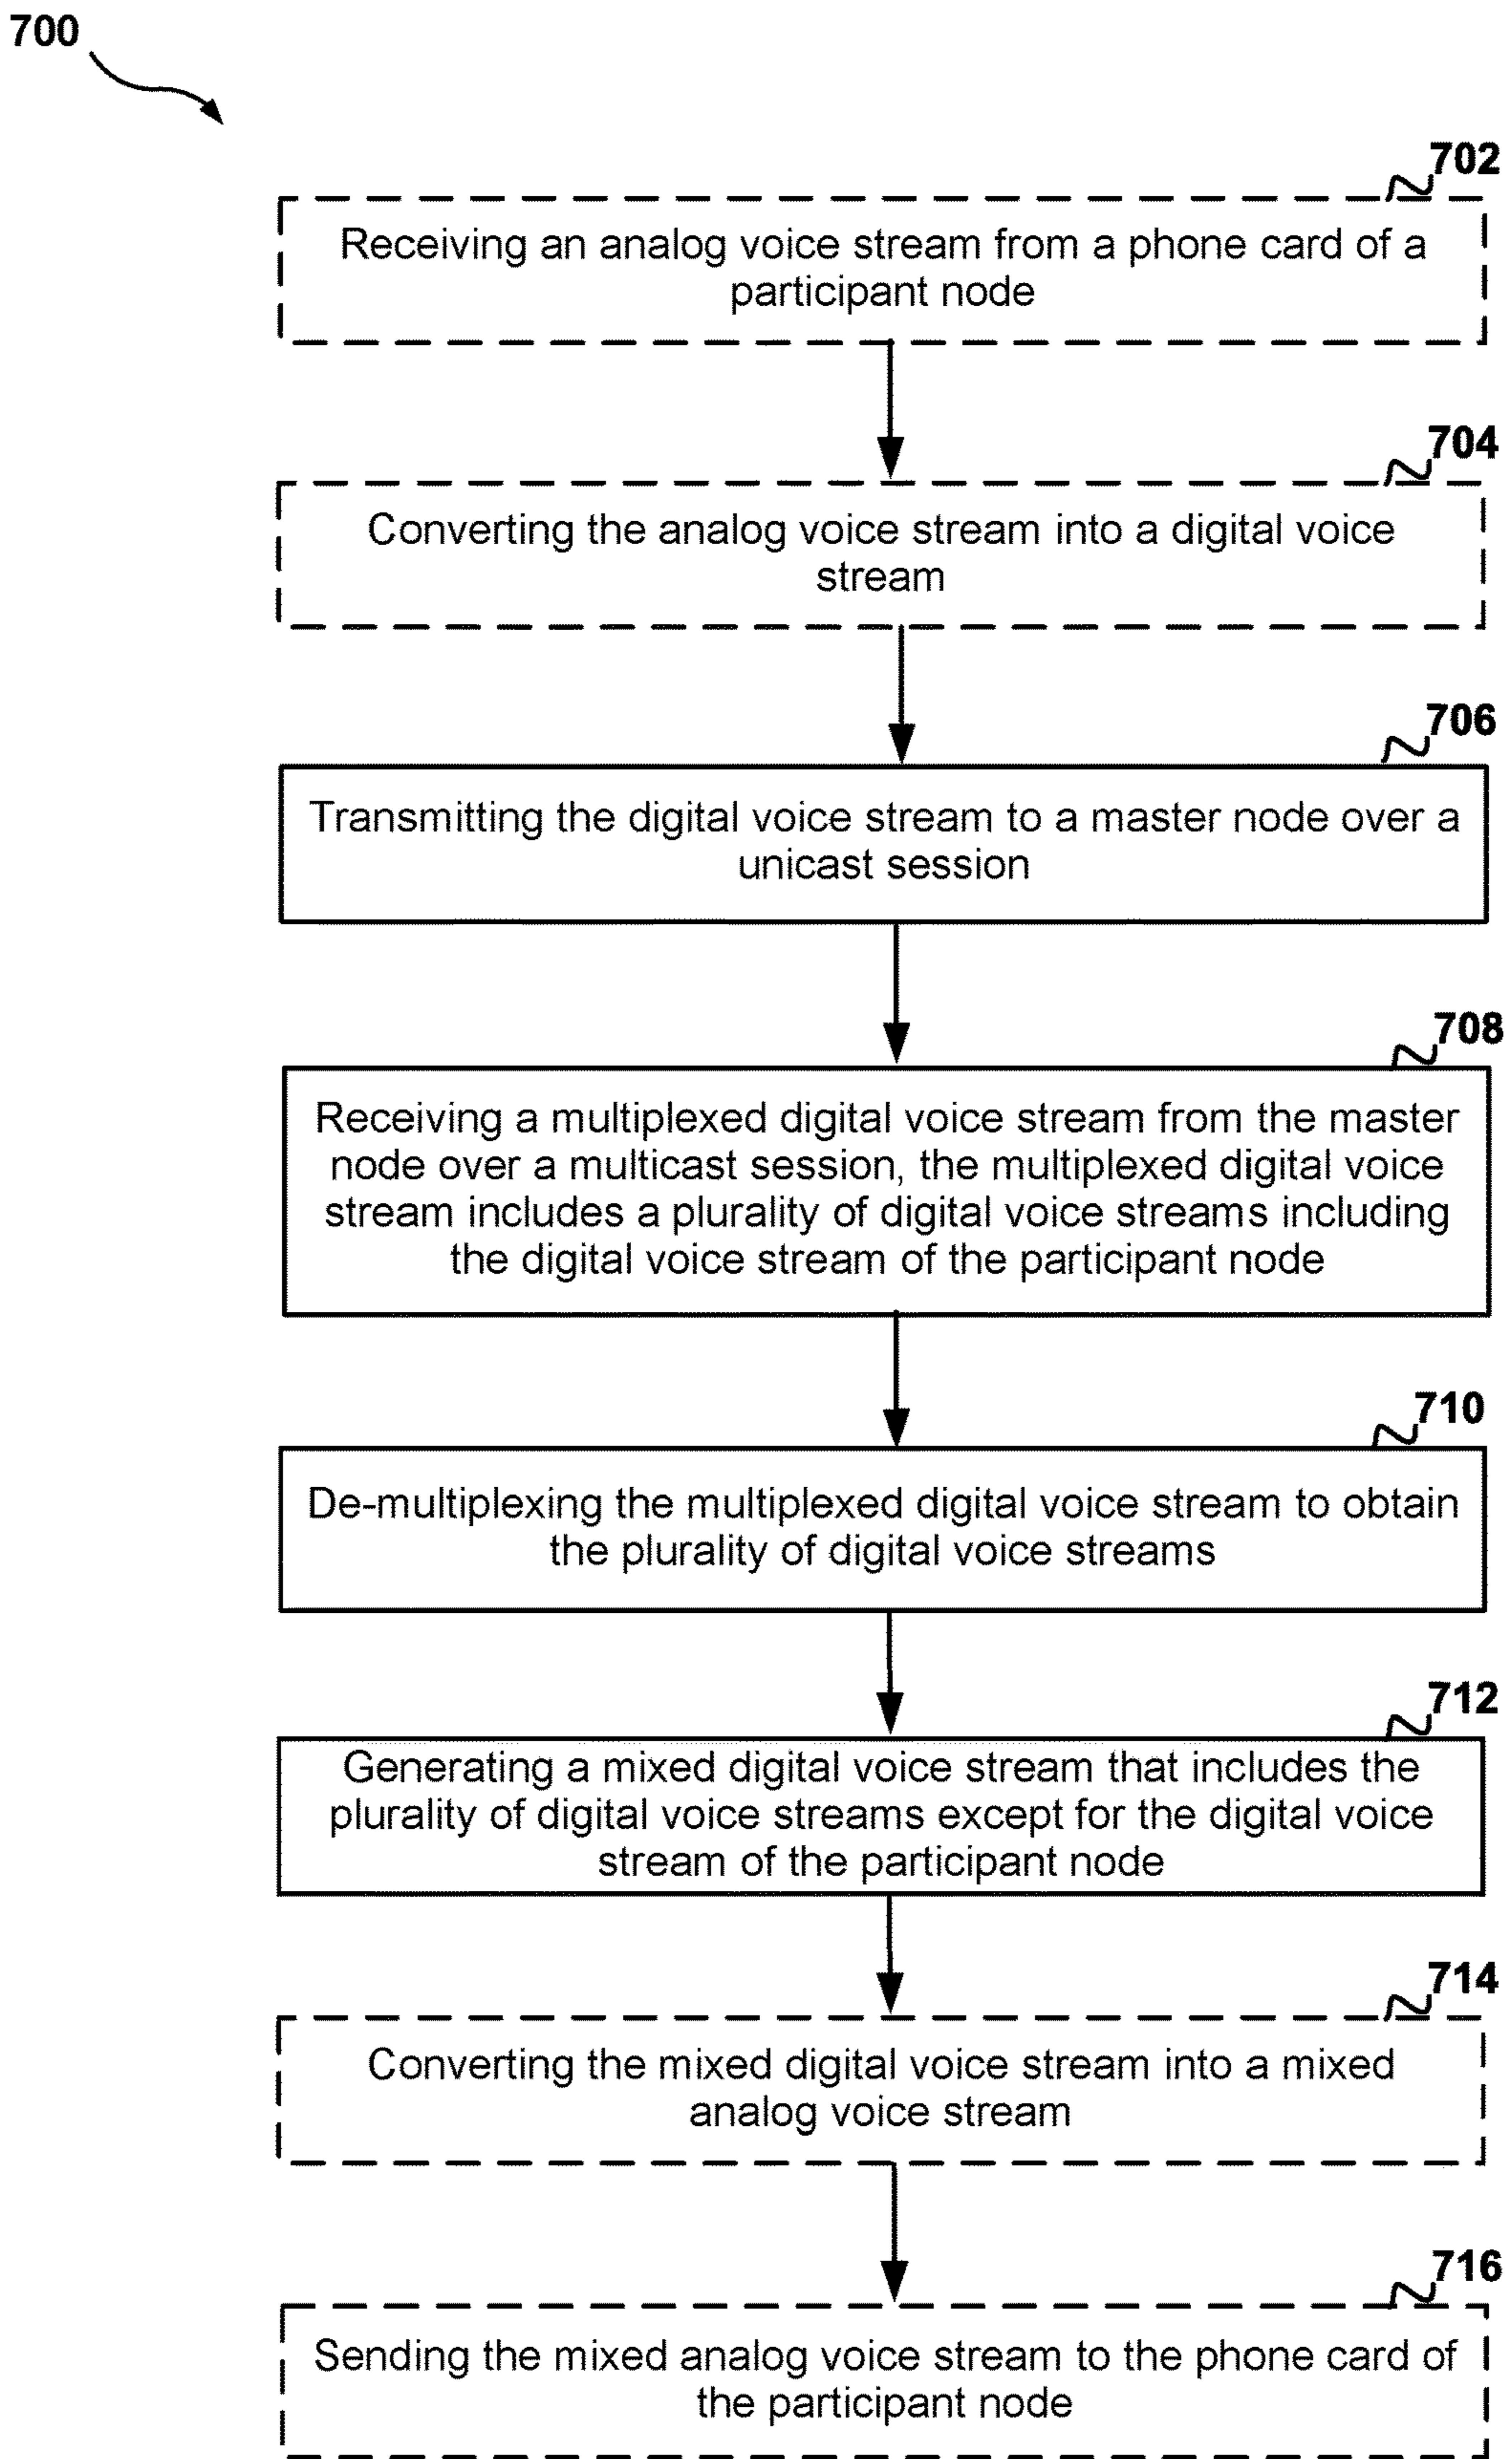 700
702
Receiving an analog voice stream from a phone card of a
participant node
704
Converting the analog voice stream into a digital voice
stream
706
Transmitting the digital voice stream to a master node over a
unicast session
708
Receiving a multiplexed digital voice stream from the master
node over a multicast session, the multiplexed digital voice
stream includes a plurality of digital voice streams including
the digital voice stream of the participant node
710
De-multiplexing the multiplexed digital voice stream to obtain
the plurality of digital voice streams
712
Generating a mixed digital voice stream that includes the
plurality of digital voice streams except for the digital voice
stream of the participant node
714
Converting the mixed digital voice stream into a mixed
analog voice stream
716
Sending the mixed analog voice stream to the phone card of
the participant node